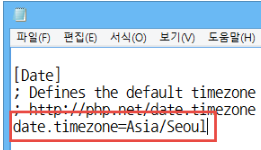 파일(F) 편집(E) 서식(O) 보기(V) 도움말(H)
[Date]
; Defines the default timezone
; http://php.net/date.timezone
date.timezone=Asia/Seoul